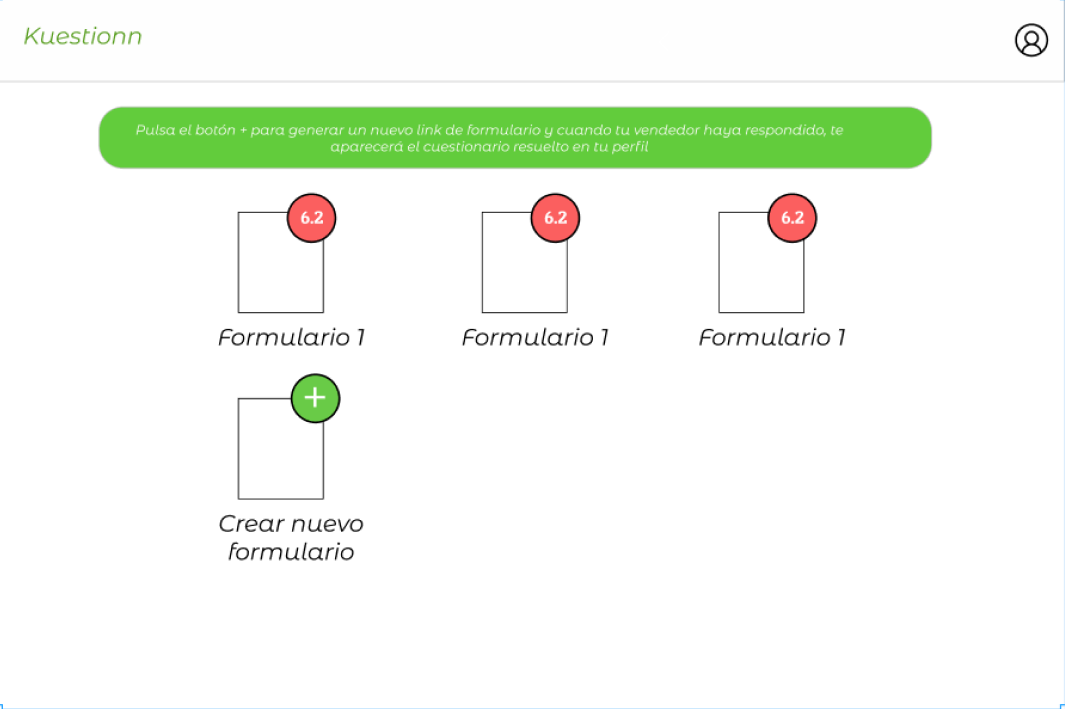 Kuestionn
Pulsa el botón + para generar un nuevo link de formulario y cuando tu vendedor haya respondido, te
aparecerá el cuestionario resuelto en tu perfil
6.2
6.2
6.2
Formulario 1
Formulario 1
Formulario 1
+
Crear nuevo
formulario